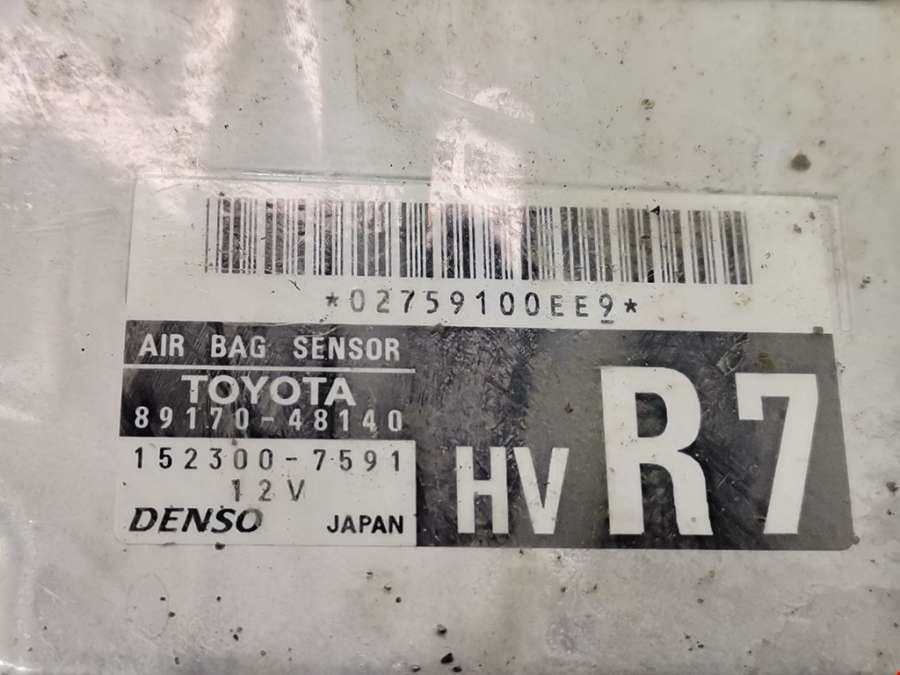 *02759100EE9*
AIR BAG SENSOR
TOYOTA
89170-48140
152300-7591
12V
DENSO JAPAN
HV R7